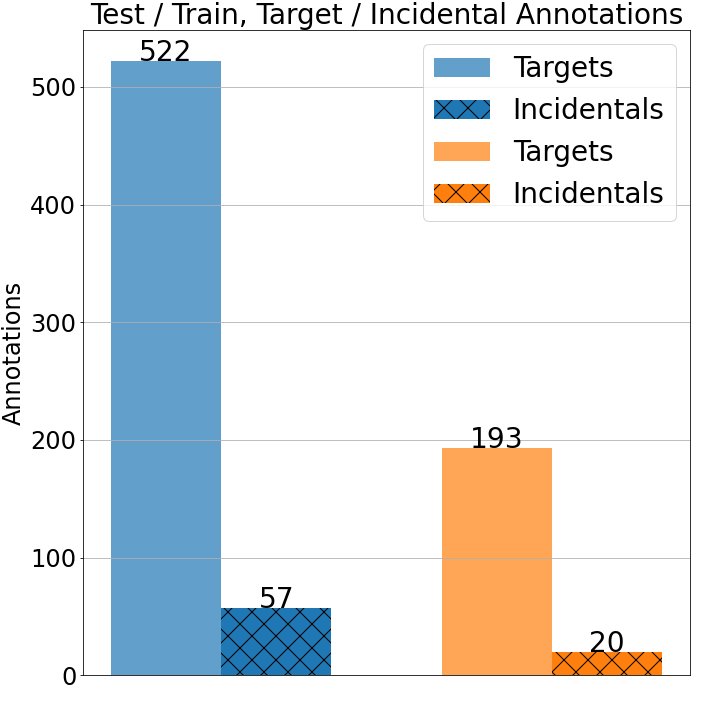 Test / Train, Target / Incidental Annotations
522
Targets
Incidentals
Targets
Incidentals
500
400
300
200
100
0
Annotations
193
57
20